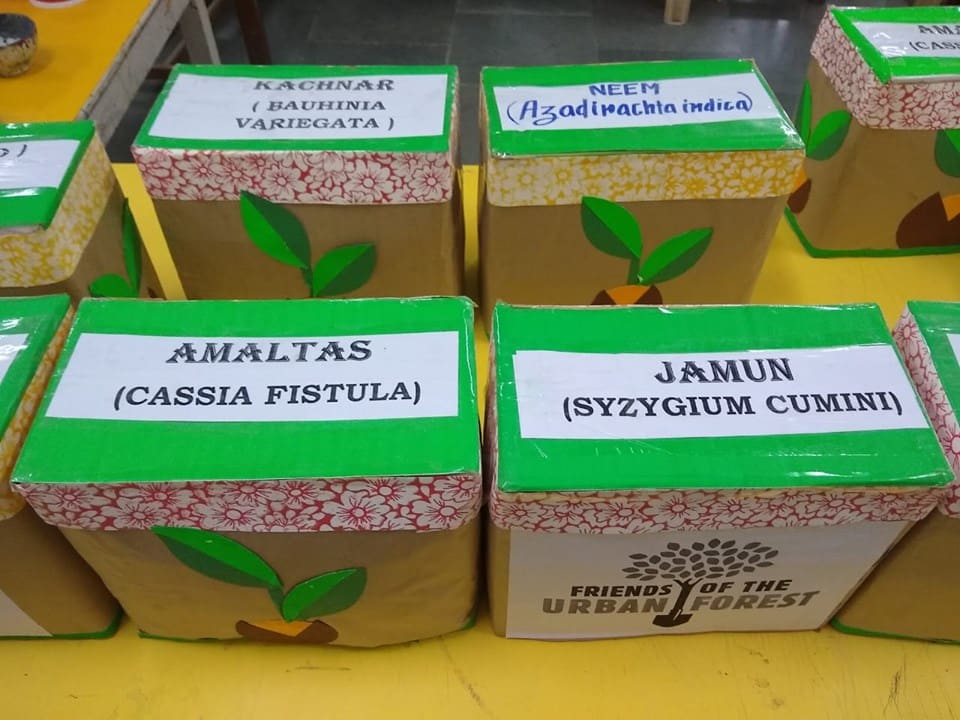 KACHNAR
( BAUHINIA
VARIEGATA )
NEEM
(Azadirachta indica)
AMALTAS
(CASSIA FISTULA)
JAMUN
(SYZYGIUM CUMINI)
FRIENDS OF THE
URBAN FOREST